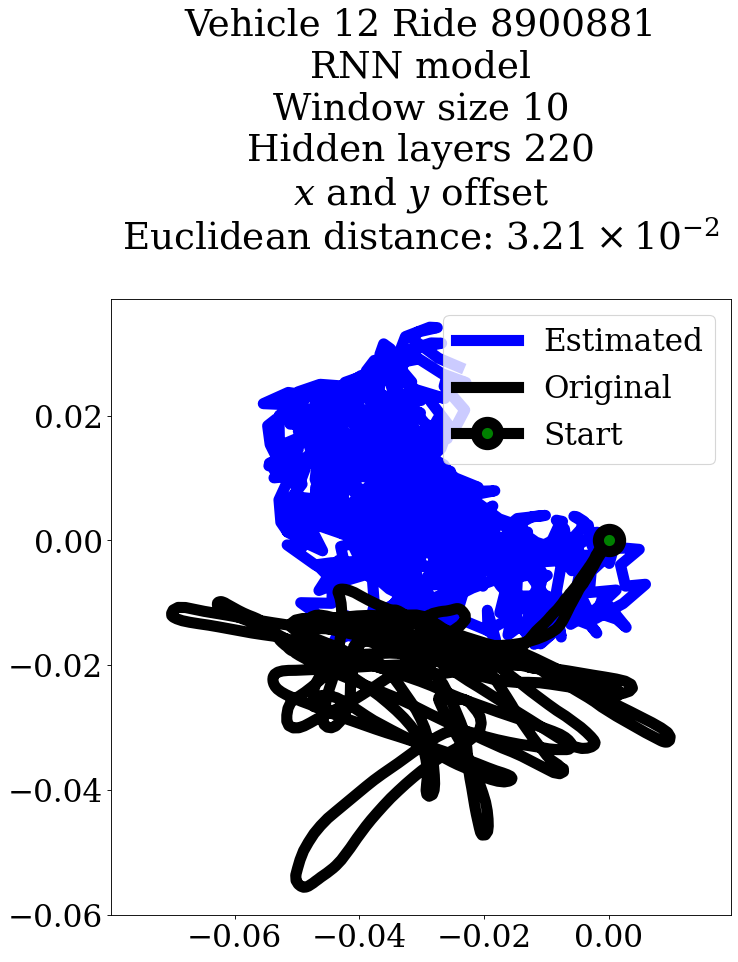 Vehicle 12 Ride 8900881
RNN model
Window size 10
Hidden layers 220
x and y offset
Euclidean distance: 3.21 × 10⁻²
Estimated
Original
Start
0.02
0.00
−0.02
−0.04
−0.06
−0.06 −0.04 −0.02 0.00